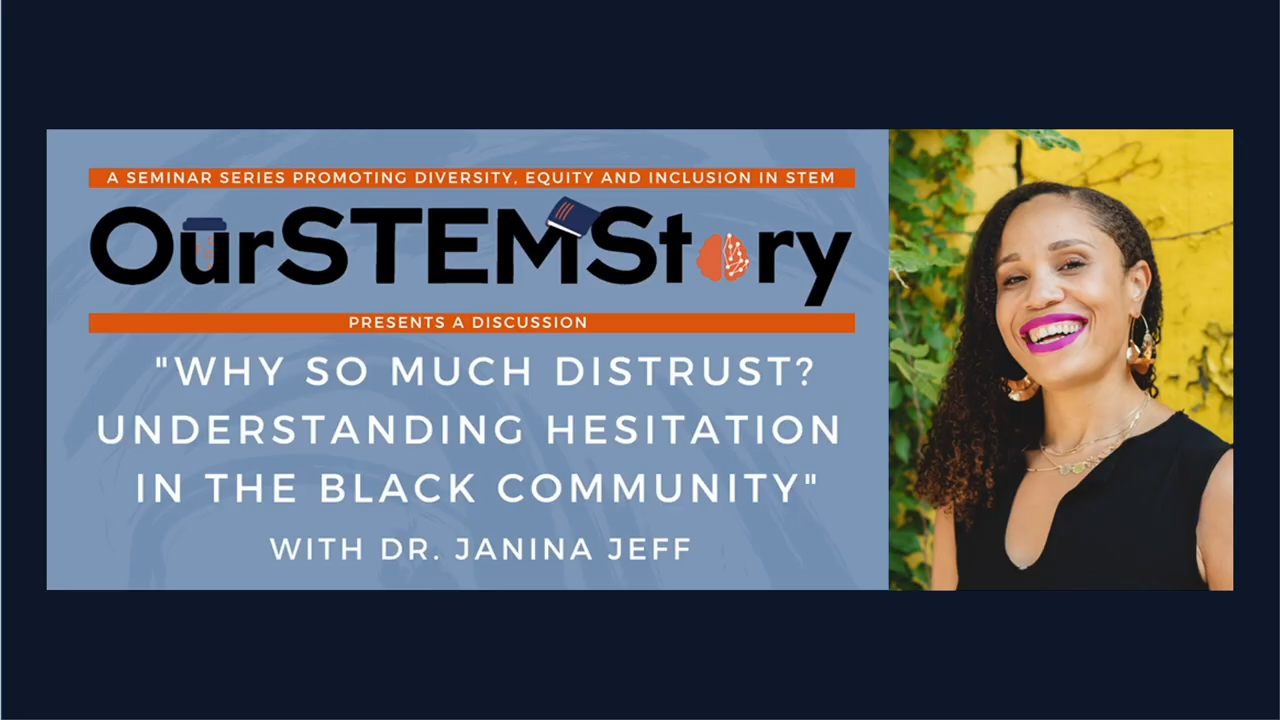 A SEMINAR SERIES PROMOTING DIVERSITY, EQUITY AND INCLUSION IN STEM
OurSTEMStory
PRESENTS A DISCUSSION
"WHY SO MUCH DISTRUST?
UNDERSTANDING HESITATION
IN THE BLACK COMMUNITY"
WITH DR. JANINA JEFF